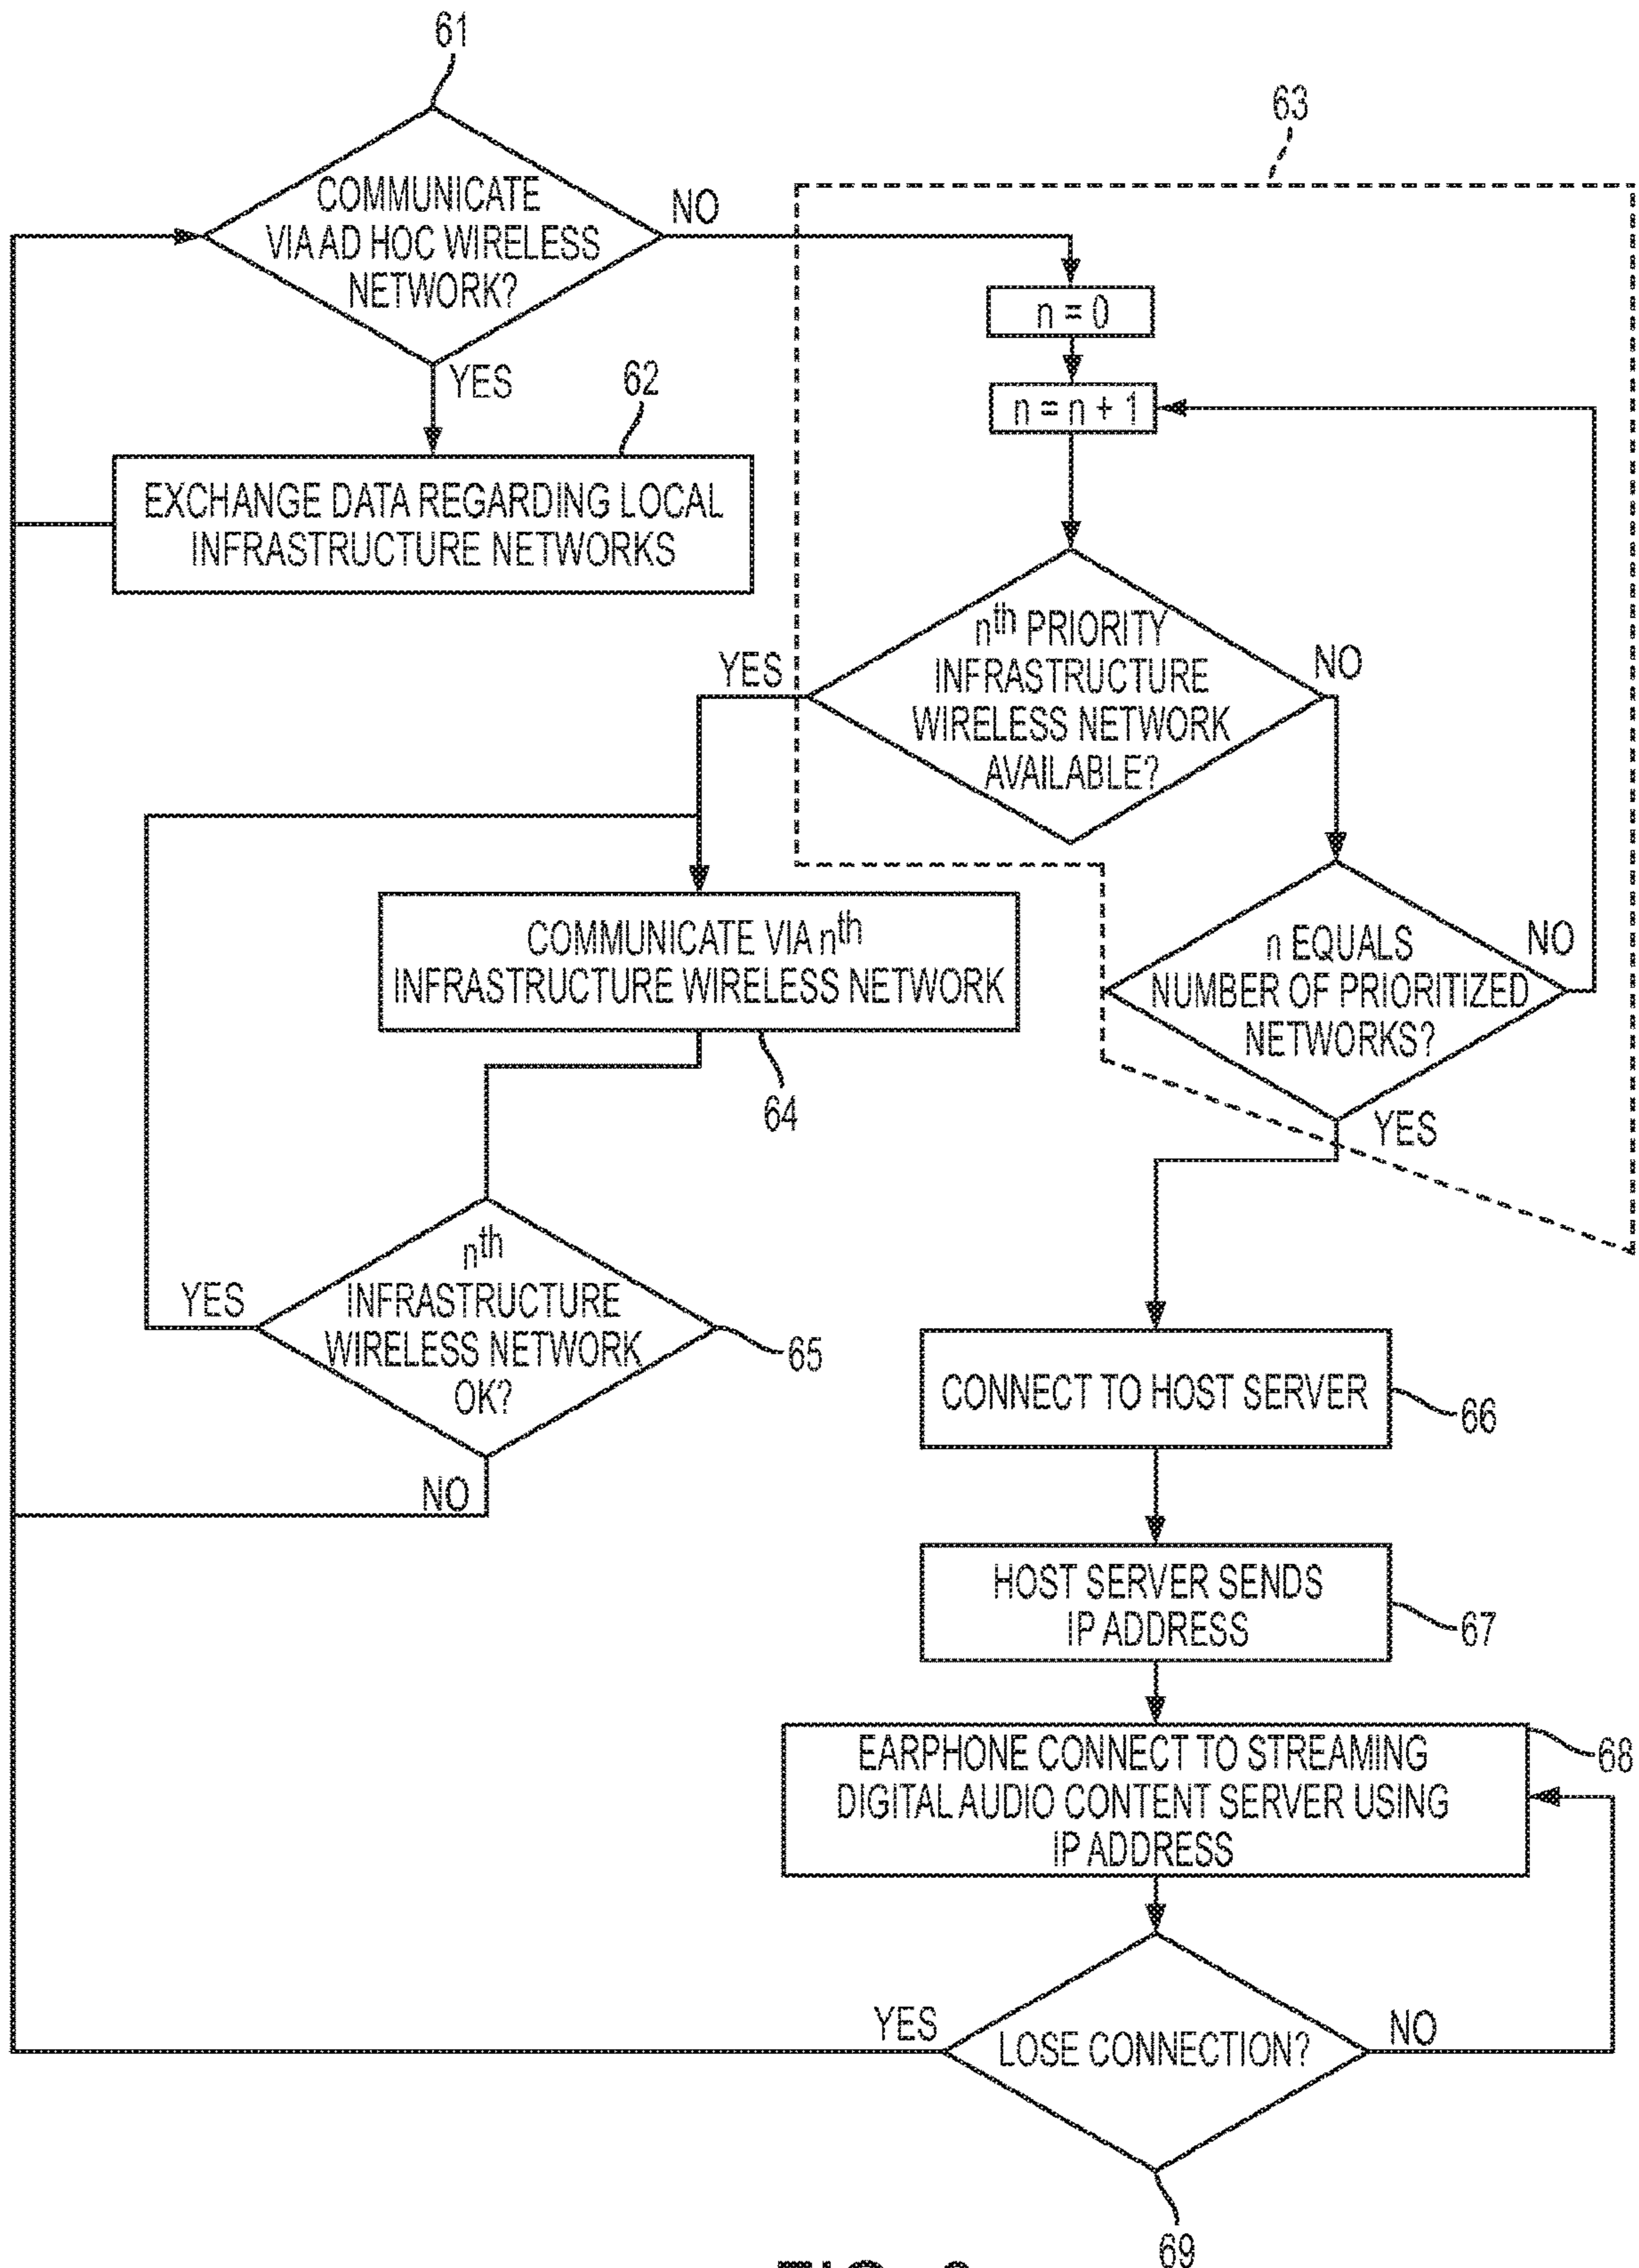 61
63
COMMUNICATE
VIA AD HOC WIRELESS
NETWORK?
NO
YES
n = 0
n = n + 1
62
EXCHANGE DATA REGARDING LOCAL
INFRASTRUCTURE NETWORKS
nth PRIORITY
INFRASTRUCTURE
WIRELESS NETWORK
AVAILABLE?
YES
NO
COMMUNICATE VIA nth
INFRASTRUCTURE WIRELESS NETWORK
64
n EQUALS
NUMBER OF PRIORITIZED
NETWORKS?
NO
YES
nth
INFRASTRUCTURE
WIRELESS NETWORK
OK?
YES
65
NO
CONNECT TO HOST SERVER
66
HOST SERVER SENDS
IP ADDRESS
67
EARPHONE CONNECT TO STREAMING
DIGITAL AUDIO CONTENT SERVER USING
IP ADDRESS
68
YES
LOSE CONNECTION?
NO
69